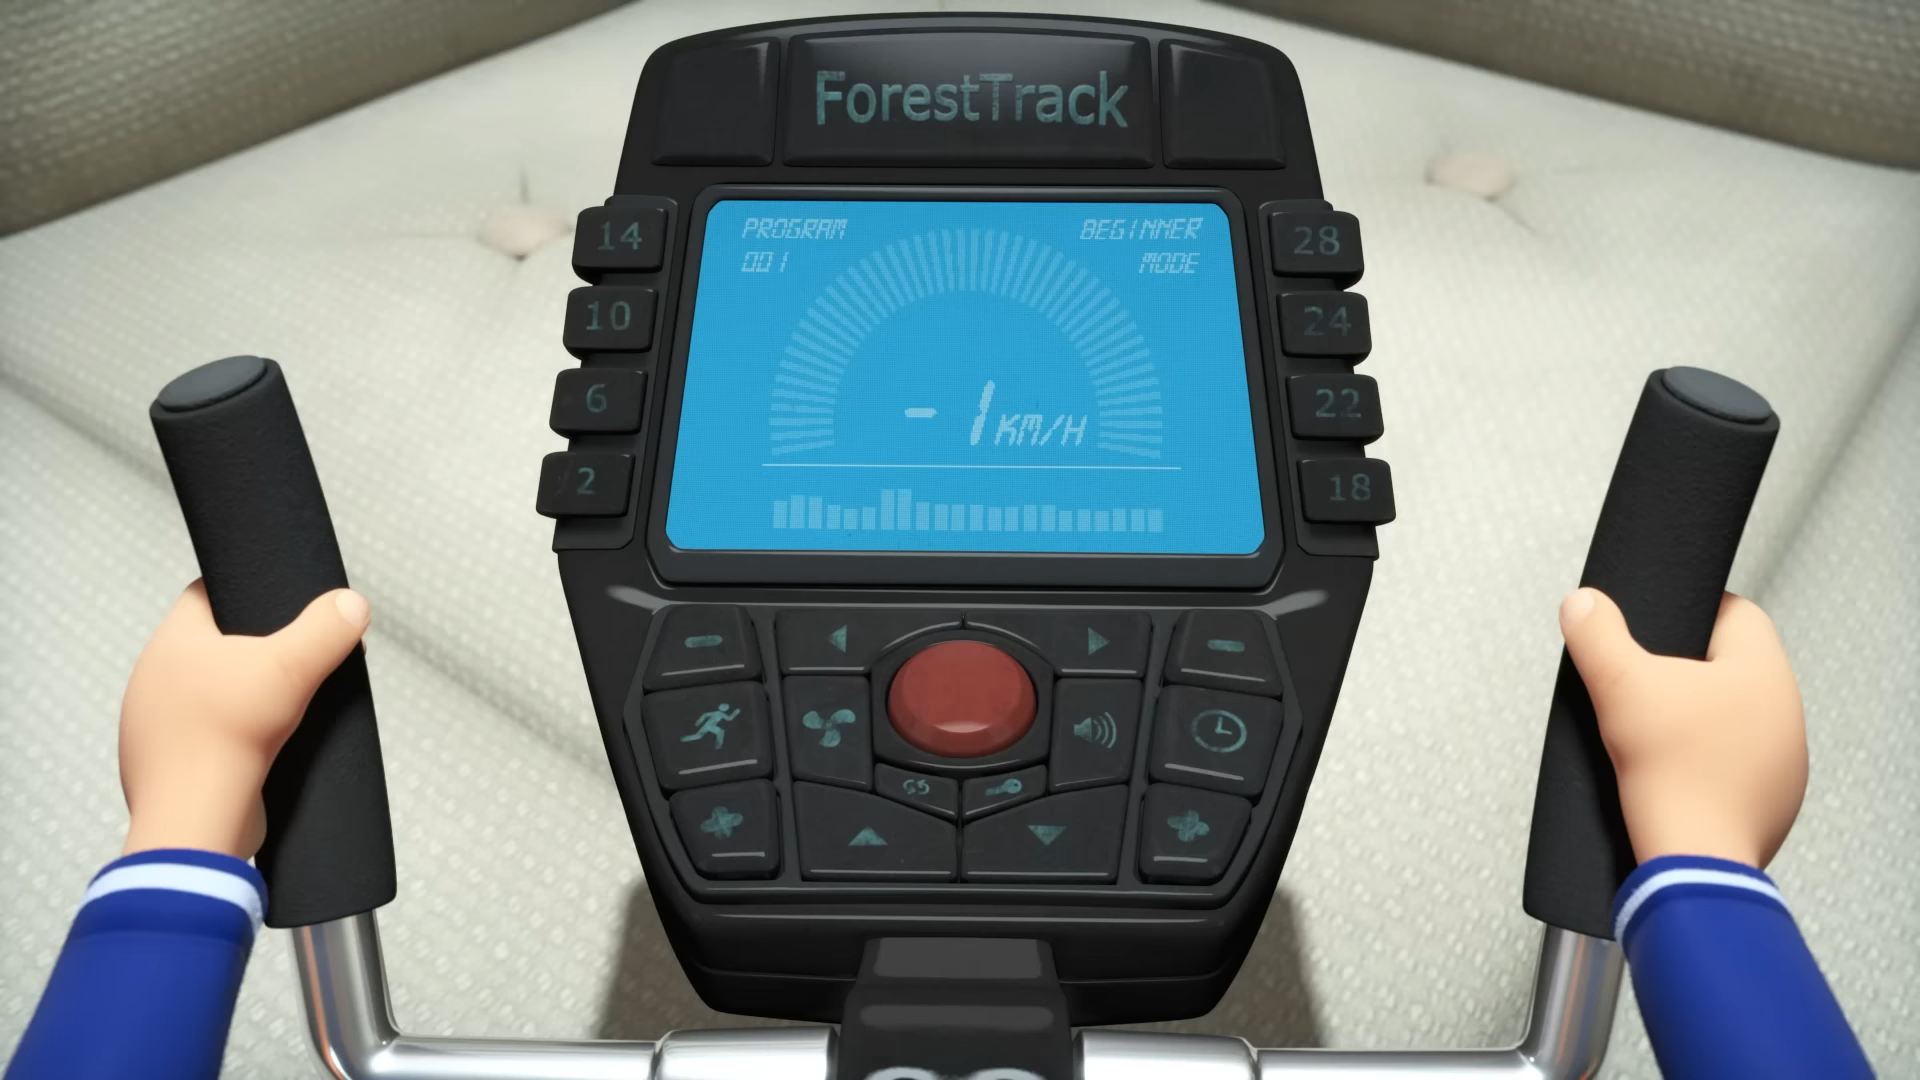 ForestTrack
PROGRAM
001
BEGINNER
MODE
14
10
6
2
28
24
22
18
- 1 KM/H